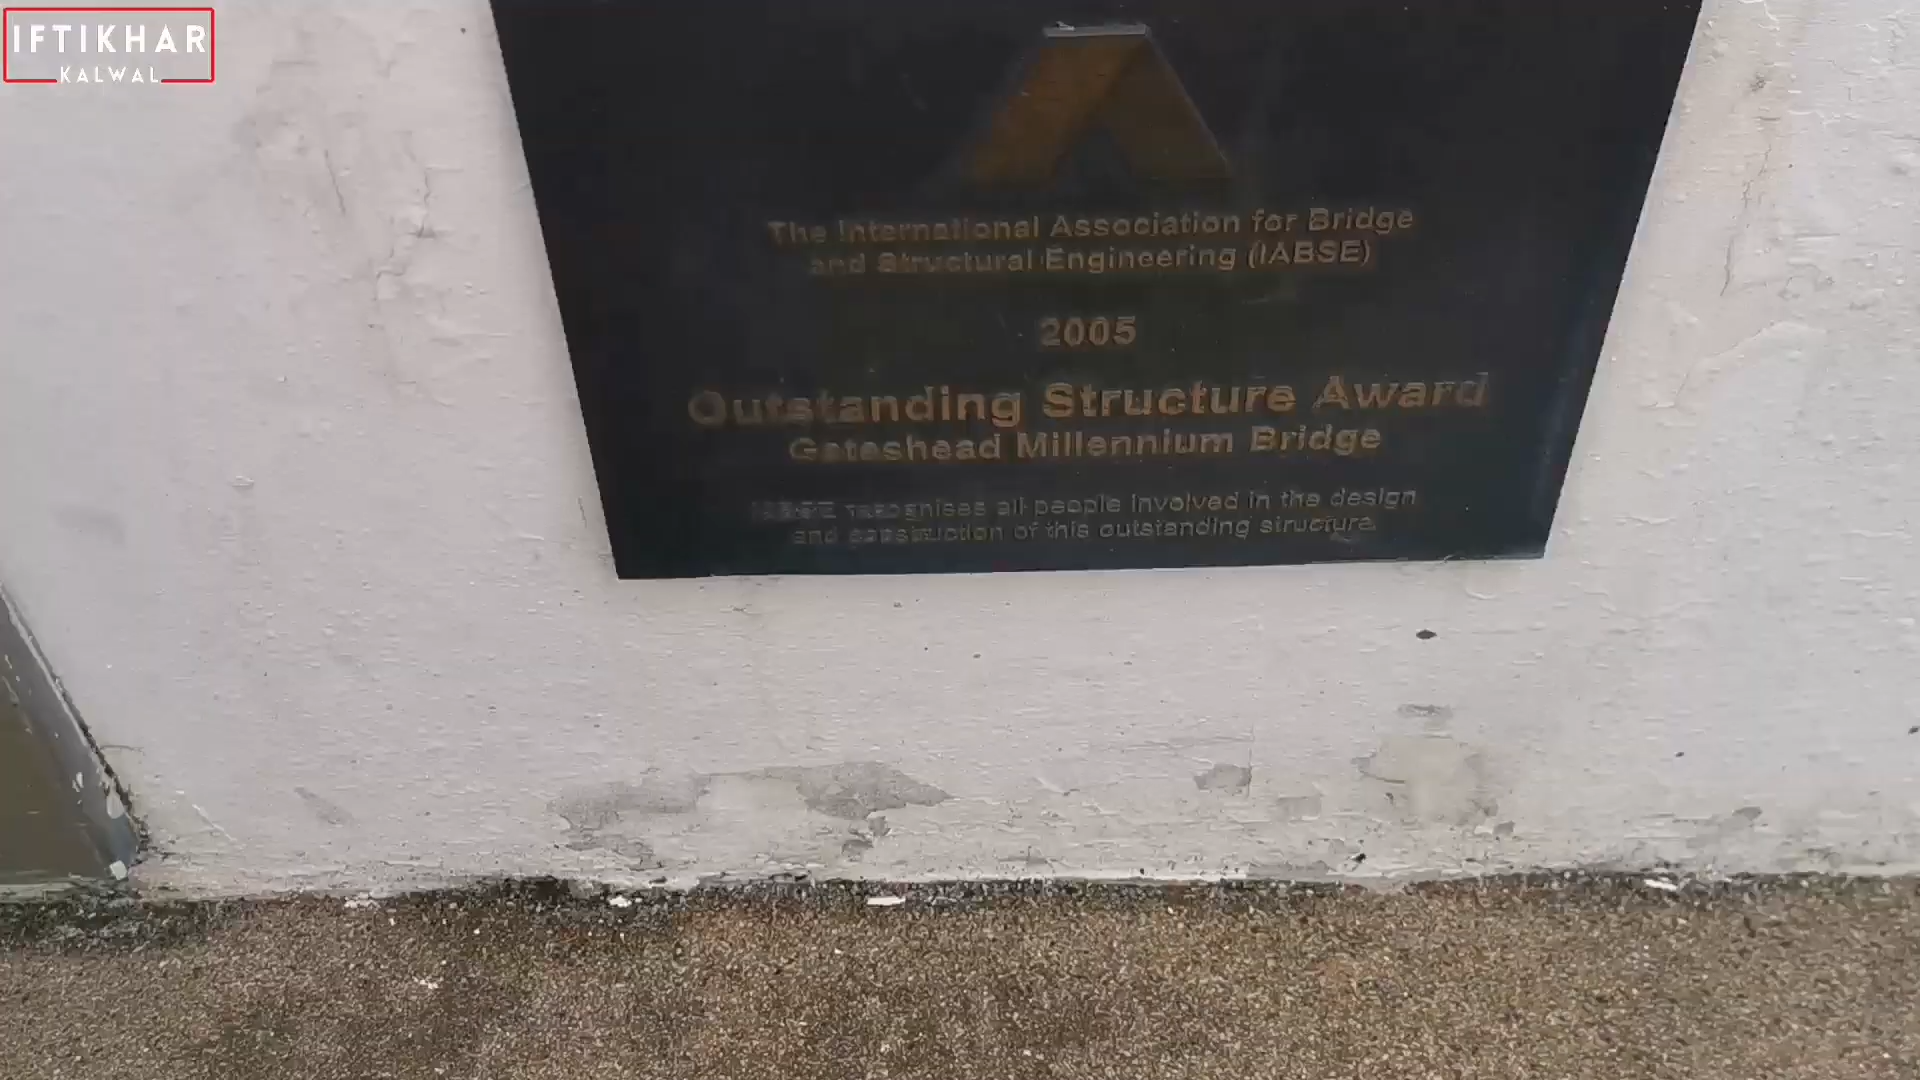 IFTIKHAR
KALWAL
The International Association for Bridge
and Structural Engineering (IABSE)
2005
Outstanding Structure Award
Gateshead Millennium Bridge
IABSE recognises all people involved in the design
and construction of this outstanding structure.